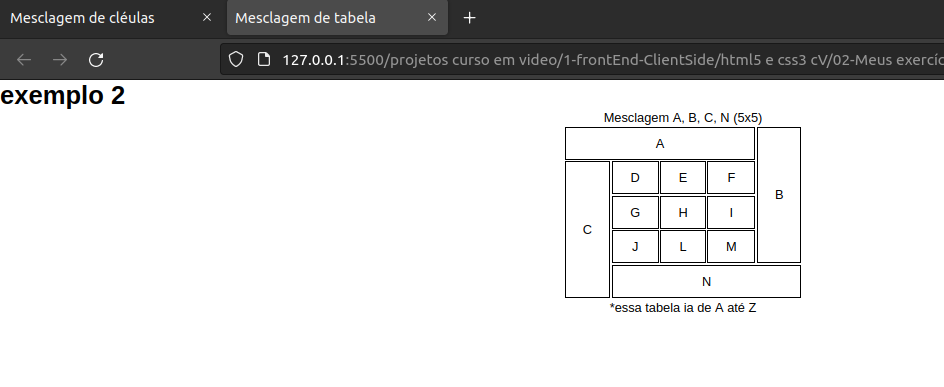 Mesclagem de cléulas × Mesclagem de tabela × +
127.0.0.1:5500/projetos curso em video/1-frontEnd-ClientSide/html5 e css3 cV/02-Meus exercíc
exemplo 2
Mesclagem A, B, C, N (5x5)
A
B
C
D E F
G H I
J L M
N
*essa tabela ia de A até Z